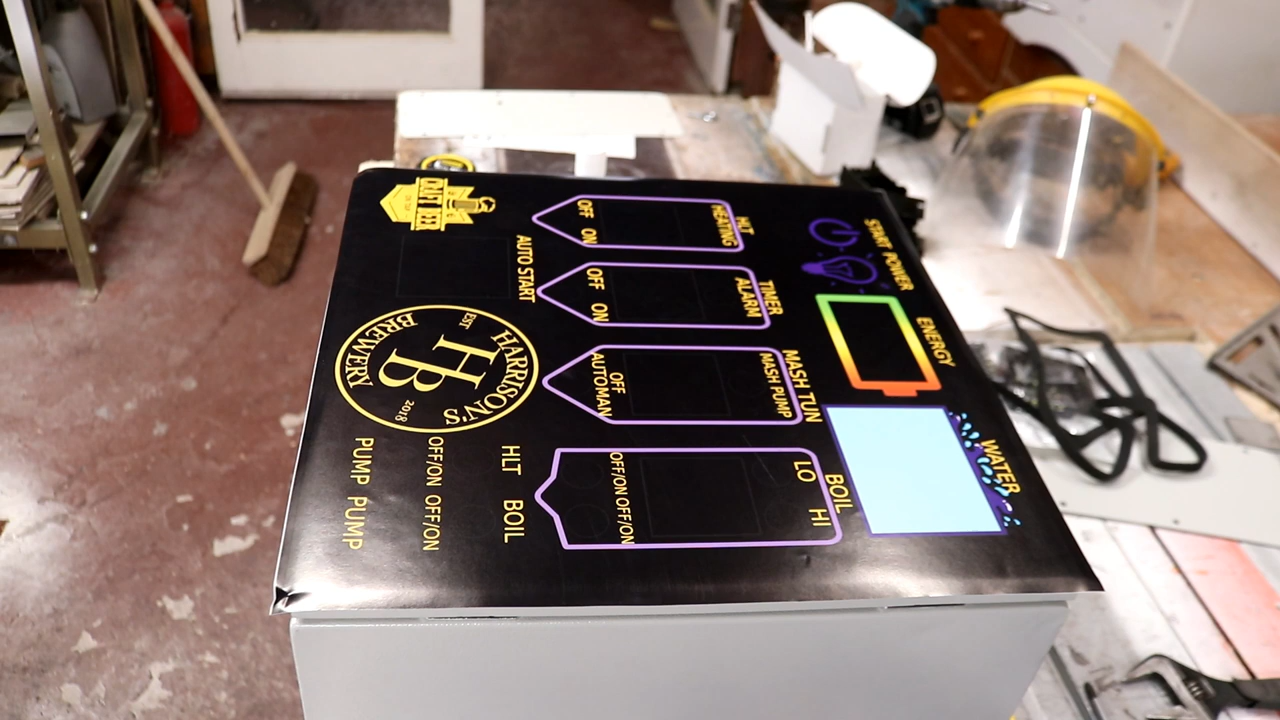 START POWER
ENERGY
WATER
HLT
HEATING
OFF ON
TIMER
ALARM
OFF ON
MASH TUN
MASH PUMP
OFF
AUTO MAN
BOIL
LO HI
OFF/ON OFF/ON
CRAFT BEER
AUTO START
HARRISON'S
EST
HB
2018
BREWERY
HLT BOIL
OFF/ON OFF/ON
PUMP PUMP